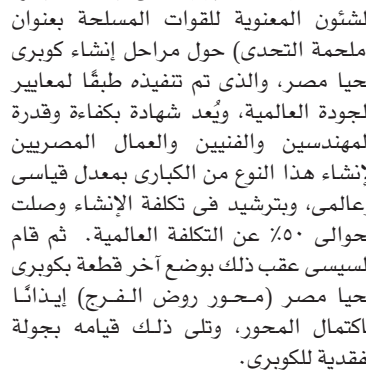 لشئون المعنوية للقوات المسلحة بعنوان
ملحمة التحدى) حول مراحل إنشاء كوبرى
حيا مصر، والذى تم تنفيذه طبقًا لمعايير
لجودة العالمية، ويُعد شهادة بكفاءة وقدرة
لمهندسين والفنيين والعمال المصريين
إنشاء هذا النوع من الكبارى بمعدل قياسى
عالمى، وبترشيد فى تكلفة الإنشاء وصلت
حوالى ٥٠٪ عن التكلفة العالمية. ثم قام
لسيسى عقب ذلك بوضع آخر قطعة بكوبرى
حيا مصر (محور روض الفرج) إيذانًا
اكتمال المحور، وتلى ذلك قيامه بجولة
فقدية للكوبرى.